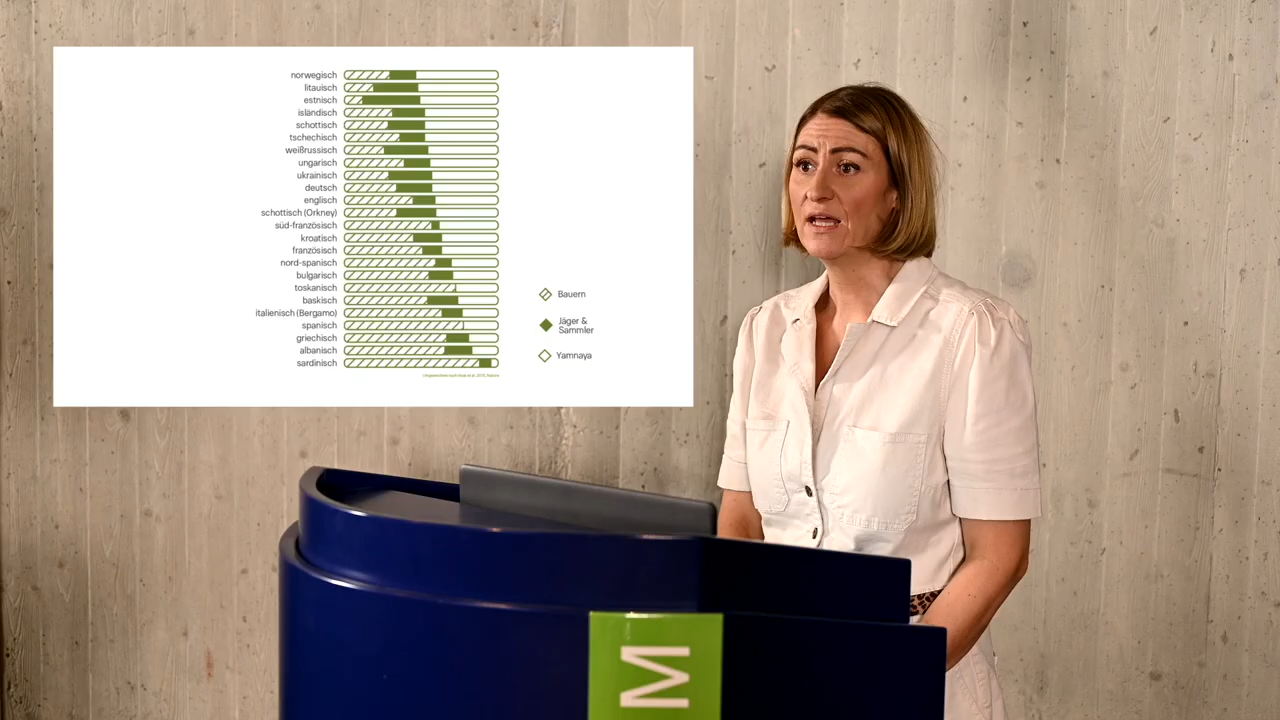 norwegisch
litauisch
estnisch
isländisch
schottisch
tschechisch
weißrussisch
ungarisch
ukrainisch
deutsch
englisch
schottisch (Orkney)
süd-französisch
kroatisch
französisch
nord-spanisch
bulgarisch
toskanisch
baskisch
italienisch (Bergamo)
spanisch
griechisch
albanisch
sardinisch
Bauern
Jäger &
Sammler
Yamnaya
M